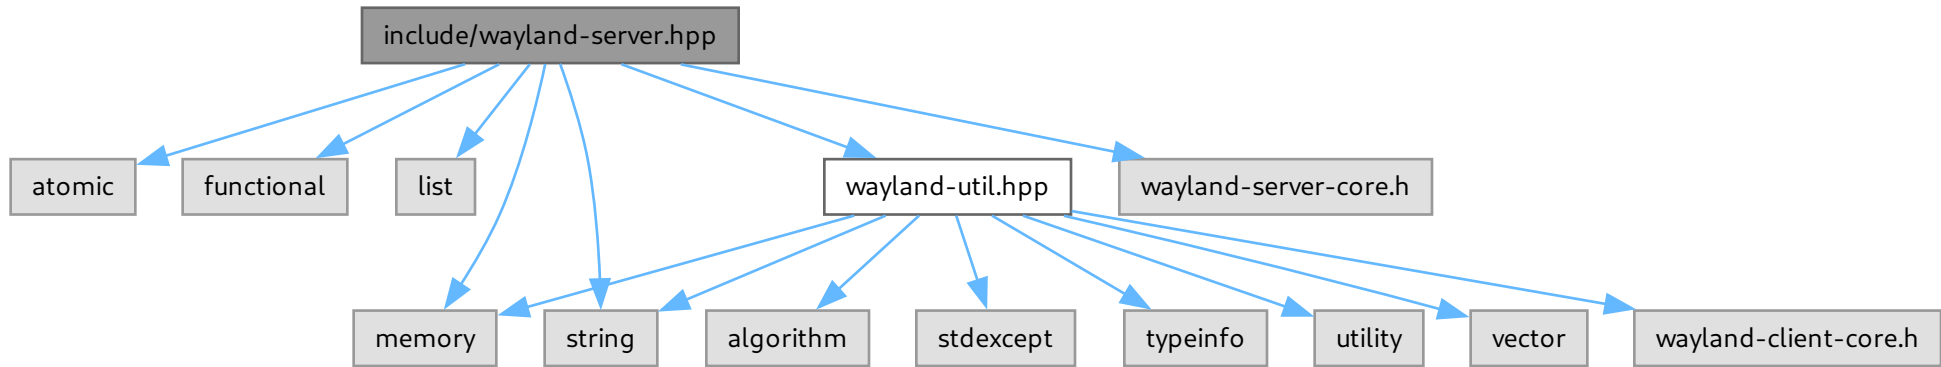 include/wayland-server.hpp
atomic
functional
list
wayland-util.hpp
wayland-server-core.h
memory
string
algorithm
stdexcept
typeinfo
utility
vector
wayland-client-core.h